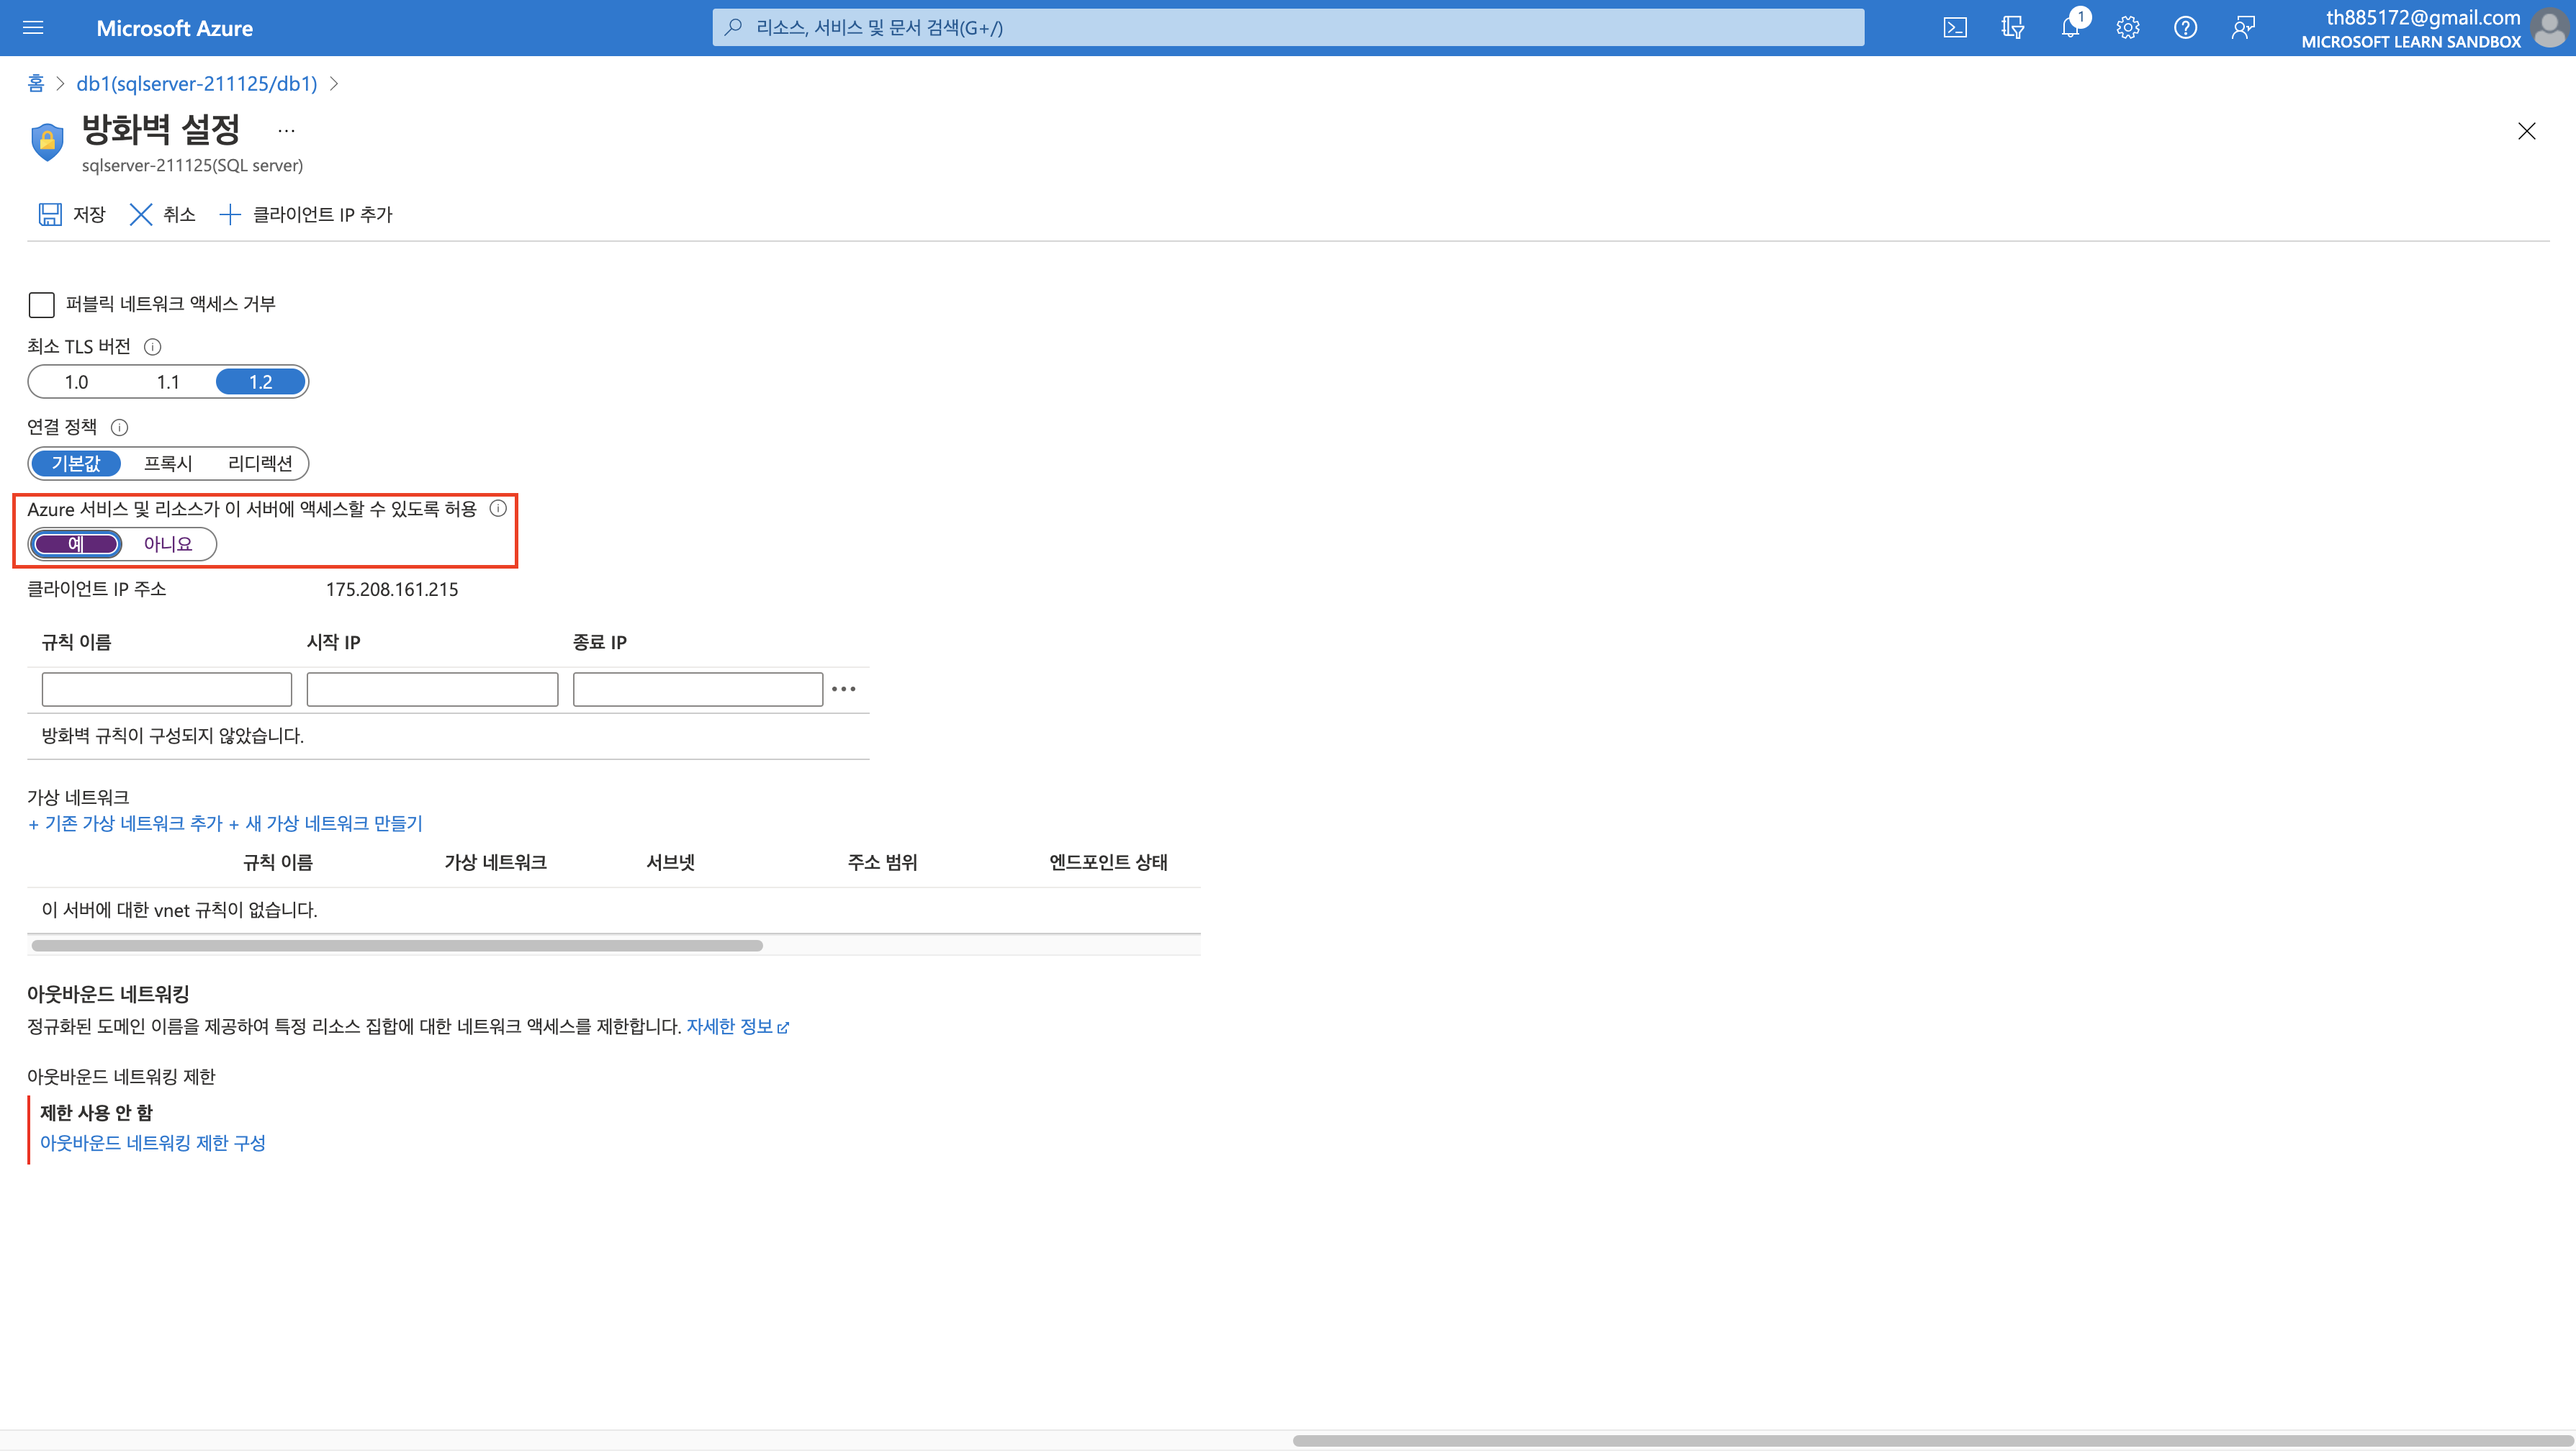 Microsoft Azure
리소스, 서비스 및 문서 검색(G+/)
1
th885172@gmail.com
MICROSOFT LEARN SANDBOX
홈 > db1(sqlserver-211125/db1) >
방화벽 설정 ...
sqlserver-211125(SQL server)
저장 취소 클라이언트 IP 추가
퍼블릭 네트워크 액세스 거부
최소 TLS 버전
1.0 1.1 1.2
연결 정책
기본값 프록시 리디렉션
Azure 서비스 및 리소스가 이 서버에 액세스할 수 있도록 허용
예 아니요
클라이언트 IP 주소 175.208.161.215
규칙 이름 시작 IP 종료 IP
방화벽 규칙이 구성되지 않았습니다.
가상 네트워크
+ 기존 가상 네트워크 추가 + 새 가상 네트워크 만들기
규칙 이름 가상 네트워크 서브넷 주소 범위 엔드포인트 상태
이 서버에 대한 vnet 규칙이 없습니다.
아웃바운드 네트워킹
정규화된 도메인 이름을 제공하여 특정 리소스 집합에 대한 네트워크 액세스를 제한합니다. 자세한 정보
아웃바운드 네트워킹 제한
제한 사용 안 함
아웃바운드 네트워킹 제한 구성